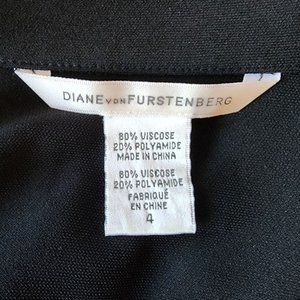 DIANE VON FURSTENBERG
80% VISCOSE
20% POLYAMIDE
MADE IN CHINA
80% VISCOSE
20% POLYAMIDE
FABRIQUÉ
EN CHINE
4